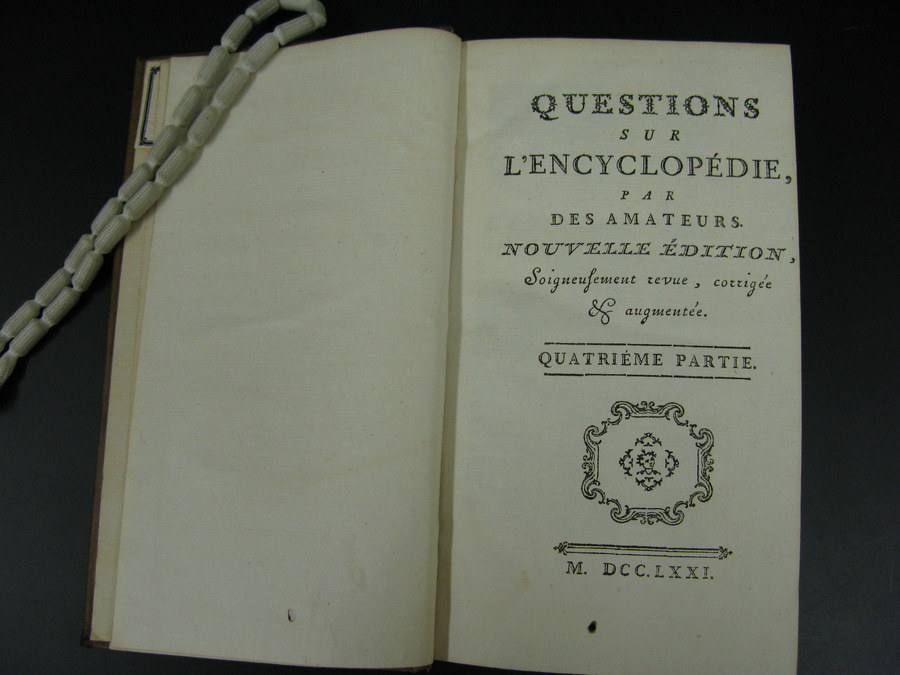 QUESTIONS
SUR
L'ENCYCLOPÉDIE,
PAR
DES AMATEURS.
NOUVELLE ÉDITION,
Soigneuſement revue, corrigée
& augmentée.
QUATRIÉME PARTIE.
M. DCC.LXXI.